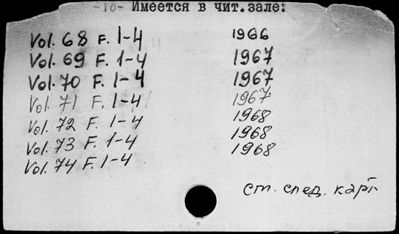 -10- Имеется в чит.зале:
Vol. 68 F. 1-4 1966
Vol. 69 F. 1-4 1967
Vol. 70 F. 1-4 1967
Vol. 71 F. 1-4 1967
Vol. 72 F. 1-4 1968
Vol. 73 F. 1-4 1968
Vol. 74 F. 1-4 1968
См. след. карт.